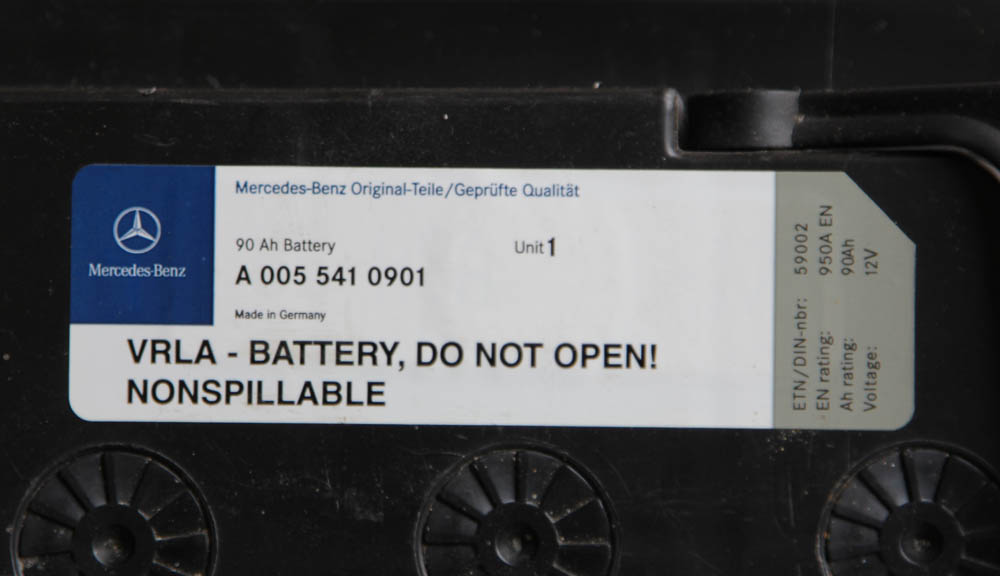 Mercedes-Benz Original-Teile/Geprüfte Qualität
Mercedes-Benz
90 Ah Battery Unit 1
A 005 541 0901
Made in Germany
VRLA - BATTERY, DO NOT OPEN!
NONSPILLABLE
ETN/DIN-nbr: 59002
EN rating: 950A EN
Ah rating: 90Ah
Voltage: 12V